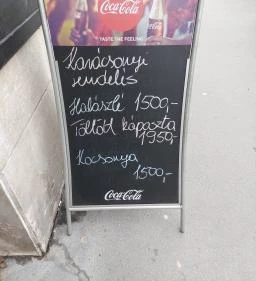 Coca-Cola
TASTE THE FEELING
Karácsonyi
rendelés
Halászlé 1500,-
Töltött káposzta
1950,-
Kocsonya
1500,-
Coca-Cola